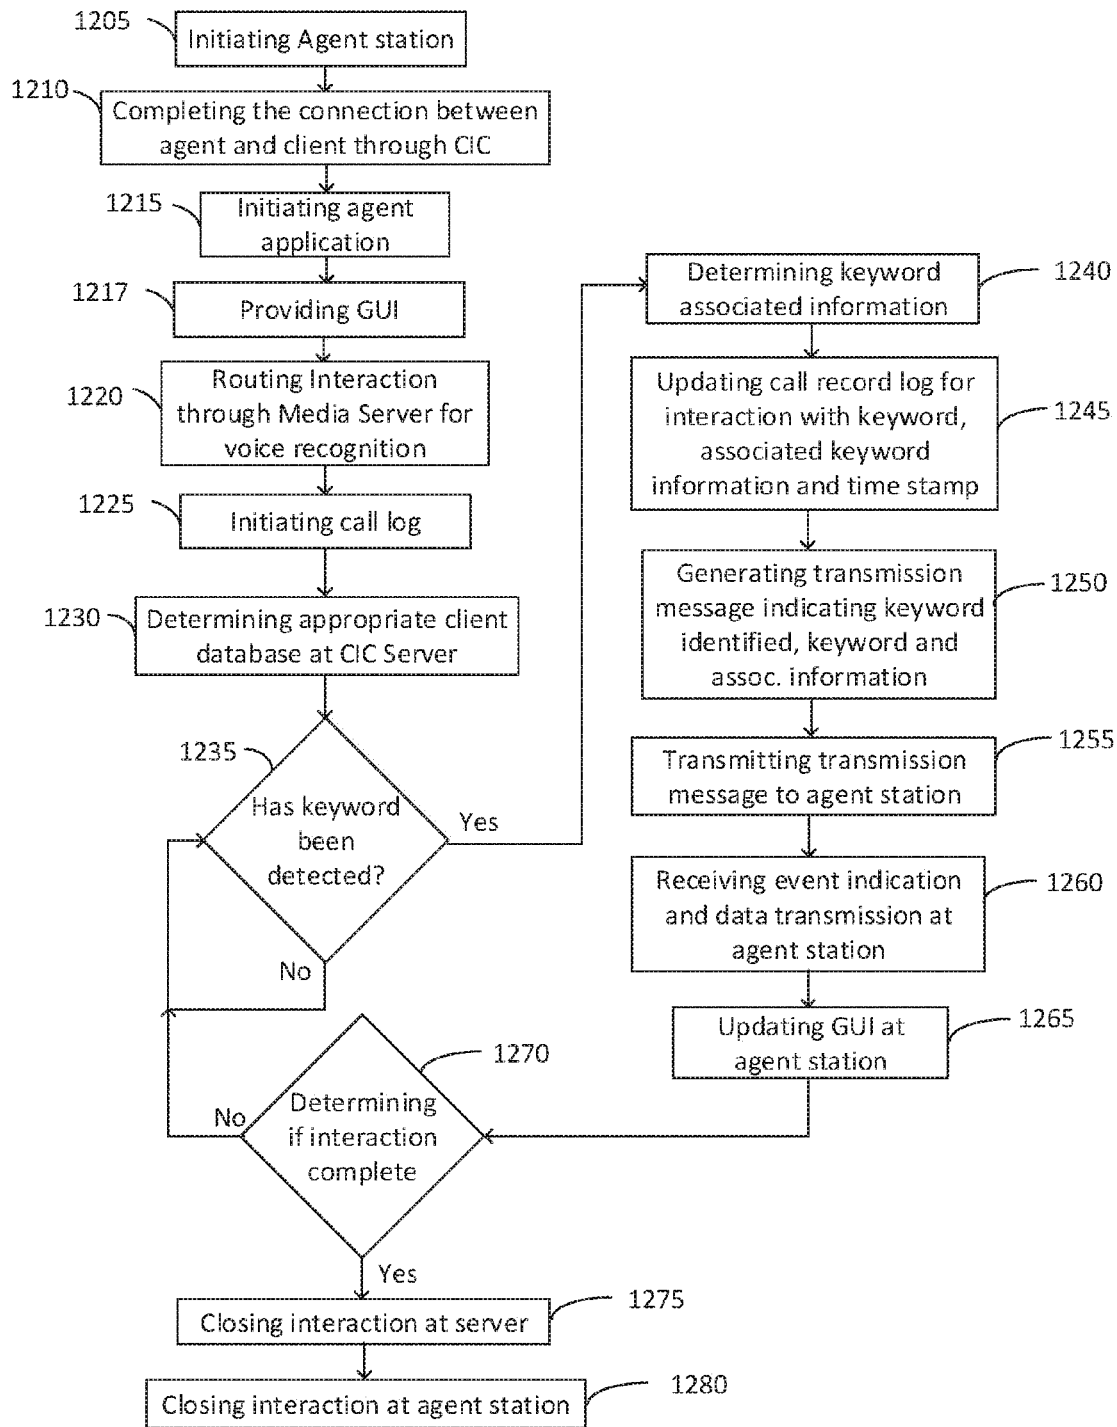 1205
Initiating Agent station
1210
Completing the connection between
agent and client through CIC
1215
Initiating agent
application
1217
Providing GUI
1220
Routing Interaction
through Media Server for
voice recognition
1225
Initiating call log
1230
Determining appropriate client
database at CIC Server
1235
Has keyword
been
detected?
Yes
No
1240
Determining keyword
associated information
1245
Updating call record log for
interaction with keyword,
associated keyword
information and time stamp
1250
Generating transmission
message indicating keyword
identified, keyword and
assoc. information
1255
Transmitting transmission
message to agent station
1260
Receiving event indication
and data transmission at
agent station
1265
Updating GUI at
agent station
1270
Determining
if interaction
complete
No
Yes
1275
Closing interaction at server
1280
Closing interaction at agent station